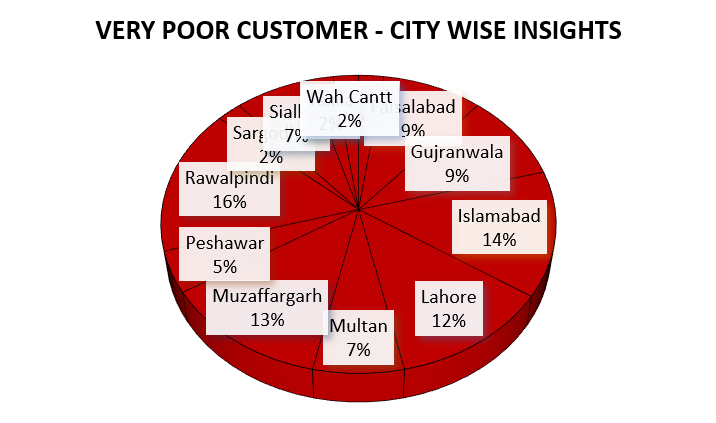 VERY POOR CUSTOMER - CITY WISE INSIGHTS
Wah Cantt
2%
9%
Gujranwala
9%
Islamabad
14%
Lahore
12%
Multan
7%
Muzaffargarh
13%
Peshawar
5%
Rawalpindi
16%
2%
7%
2%